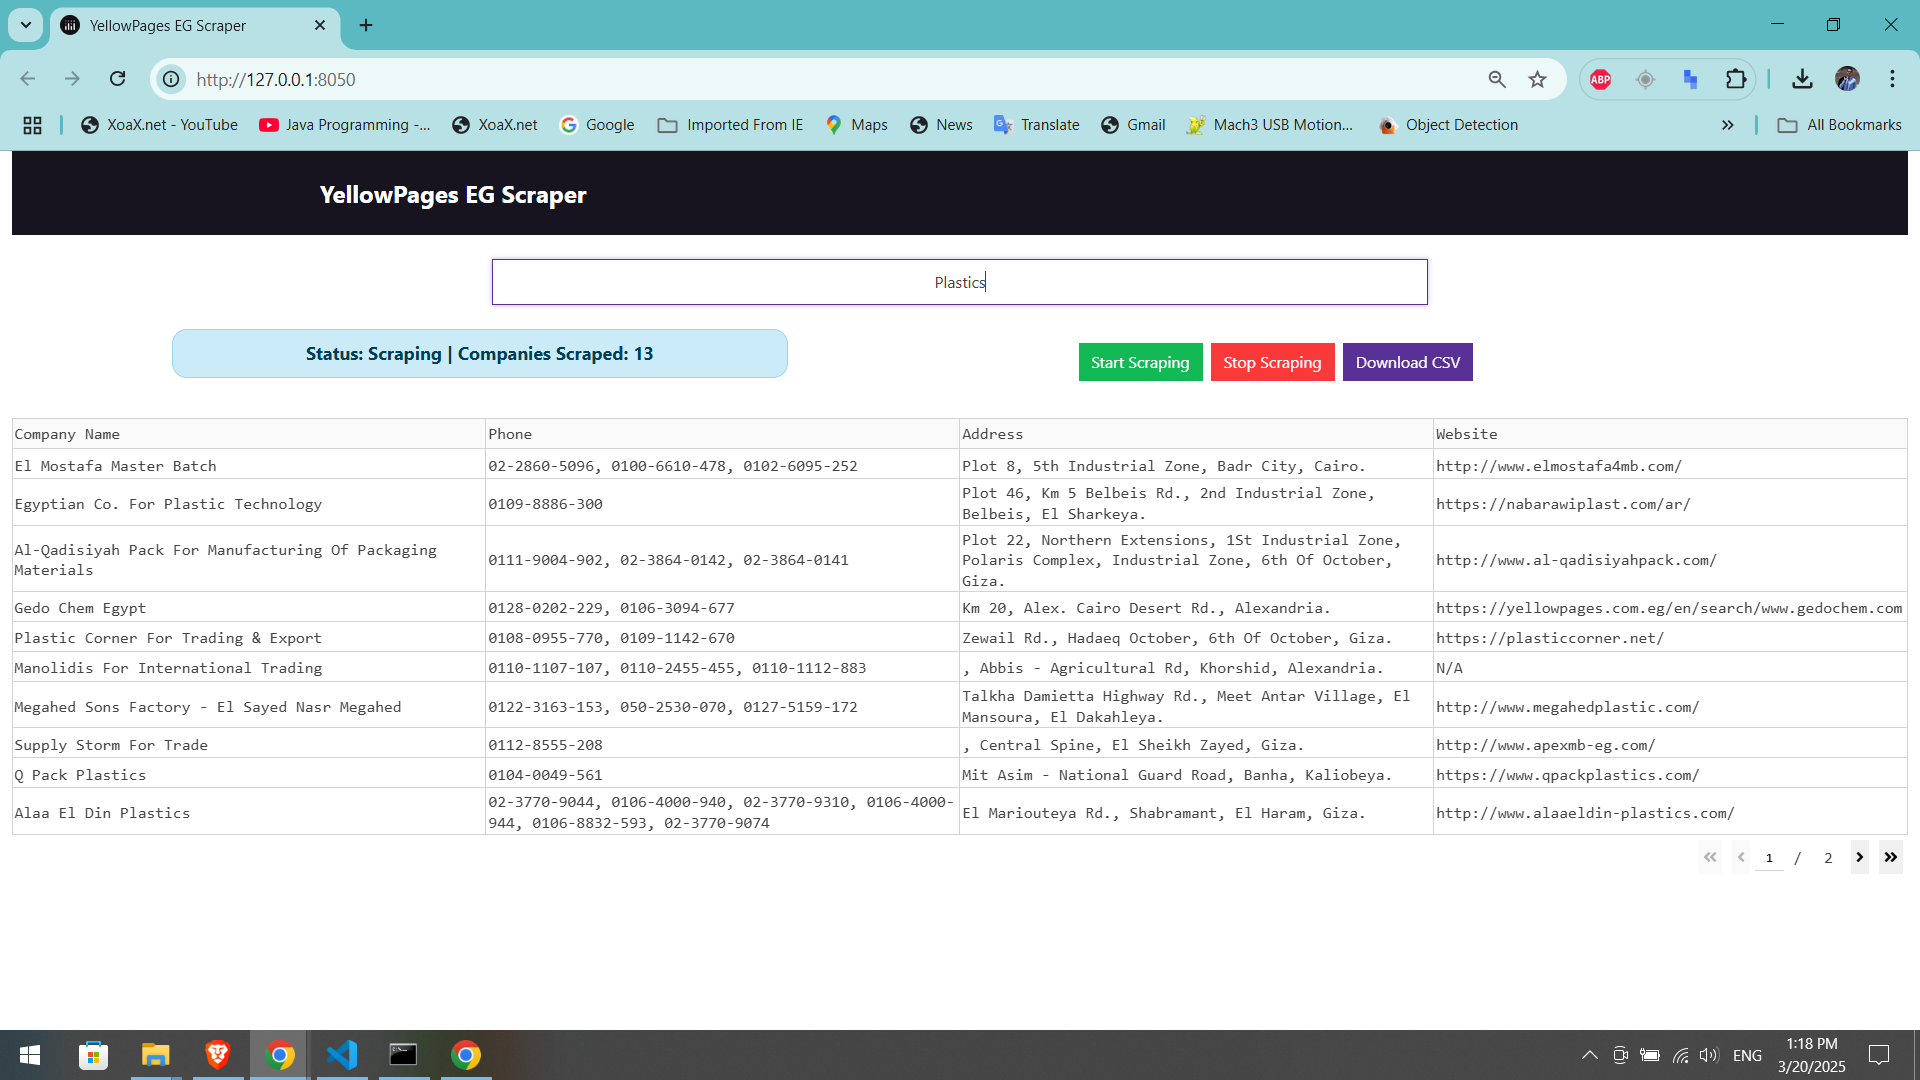 YellowPages EG Scraper
http://127.0.0.1:8050
ABP
XoaX.net - YouTube
Java Programming -...
XoaX.net
Google
Imported From IE
Maps
News
Translate
Gmail
Mach3 USB Motion...
Object Detection
All Bookmarks
YellowPages EG Scraper
Plastics
Status: Scraping | Companies Scraped: 13
Start Scraping
Stop Scraping
Download CSV
Company Name
Phone
Address
Website
El Mostafa Master Batch
02-2860-5096, 0100-6610-478, 0102-6095-252
Plot 8, 5th Industrial Zone, Badr City, Cairo.
http://www.elmostafa4mb.com/
Egyptian Co. For Plastic Technology
0109-8886-300
Plot 46, Km 5 Belbeis Rd., 2nd Industrial Zone,
Belbeis, El Sharkeya.
https://nabarawiplast.com/ar/
Al-Qadisiyah Pack For Manufacturing Of Packaging
Materials
0111-9004-902, 02-3864-0142, 02-3864-0141
Plot 22, Northern Extensions, 1St Industrial Zone,
Polaris Complex, Industrial Zone, 6th Of October,
Giza.
http://www.al-qadisiyahpack.com/
Gedo Chem Egypt
0128-0202-229, 0106-3094-677
Km 20, Alex. Cairo Desert Rd., Alexandria.
https://yellowpages.com.eg/en/search/www.gedochem.com
Plastic Corner For Trading & Export
0108-0955-770, 0109-1142-670
Zewail Rd., Hadaeq October, 6th Of October, Giza.
https://plasticcorner.net/
Manolidis For International Trading
0110-1107-107, 0110-2455-455, 0110-1112-883
, Abbis - Agricultural Rd, Khorshid, Alexandria.
N/A
Megahed Sons Factory - El Sayed Nasr Megahed
0122-3163-153, 050-2530-070, 0127-5159-172
Talkha Damietta Highway Rd., Meet Antar Village, El
Mansoura, El Dakahleya.
http://www.megahedplastic.com/
Supply Storm For Trade
0112-8555-208
, Central Spine, El Sheikh Zayed, Giza.
http://www.apexmb-eg.com/
Q Pack Plastics
0104-0049-561
Mit Asim - National Guard Road, Banha, Kaliobeya.
https://www.qpackplastics.com/
Alaa El Din Plastics
02-3770-9044, 0106-4000-940, 02-3770-9310, 0106-4000-
944, 0106-8832-593, 02-3770-9074
El Mariouteya Rd., Shabramant, El Haram, Giza.
http://www.alaaeldin-plastics.com/
1 / 2
ENG
1:18 PM
3/20/2025